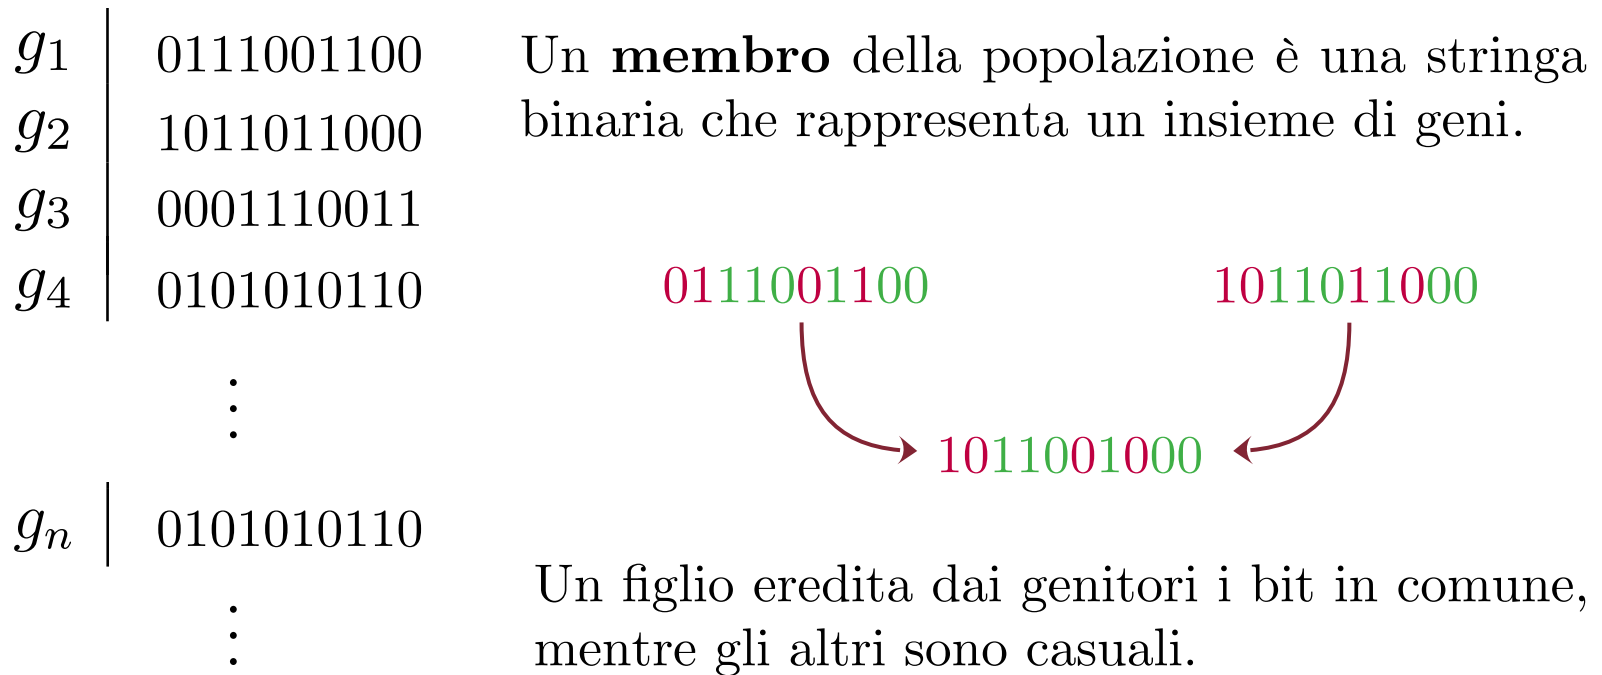 g1 0111001100
g2 1011011000
g3 0001110011
g4 0101010110
⋮
gn 0101010110
⋮
Un membro della popolazione è una stringa
binaria che rappresenta un insieme di geni.
0111001100 1011011000
1011001000
Un figlio eredita dai genitori i bit in comune,
mentre gli altri sono casuali.